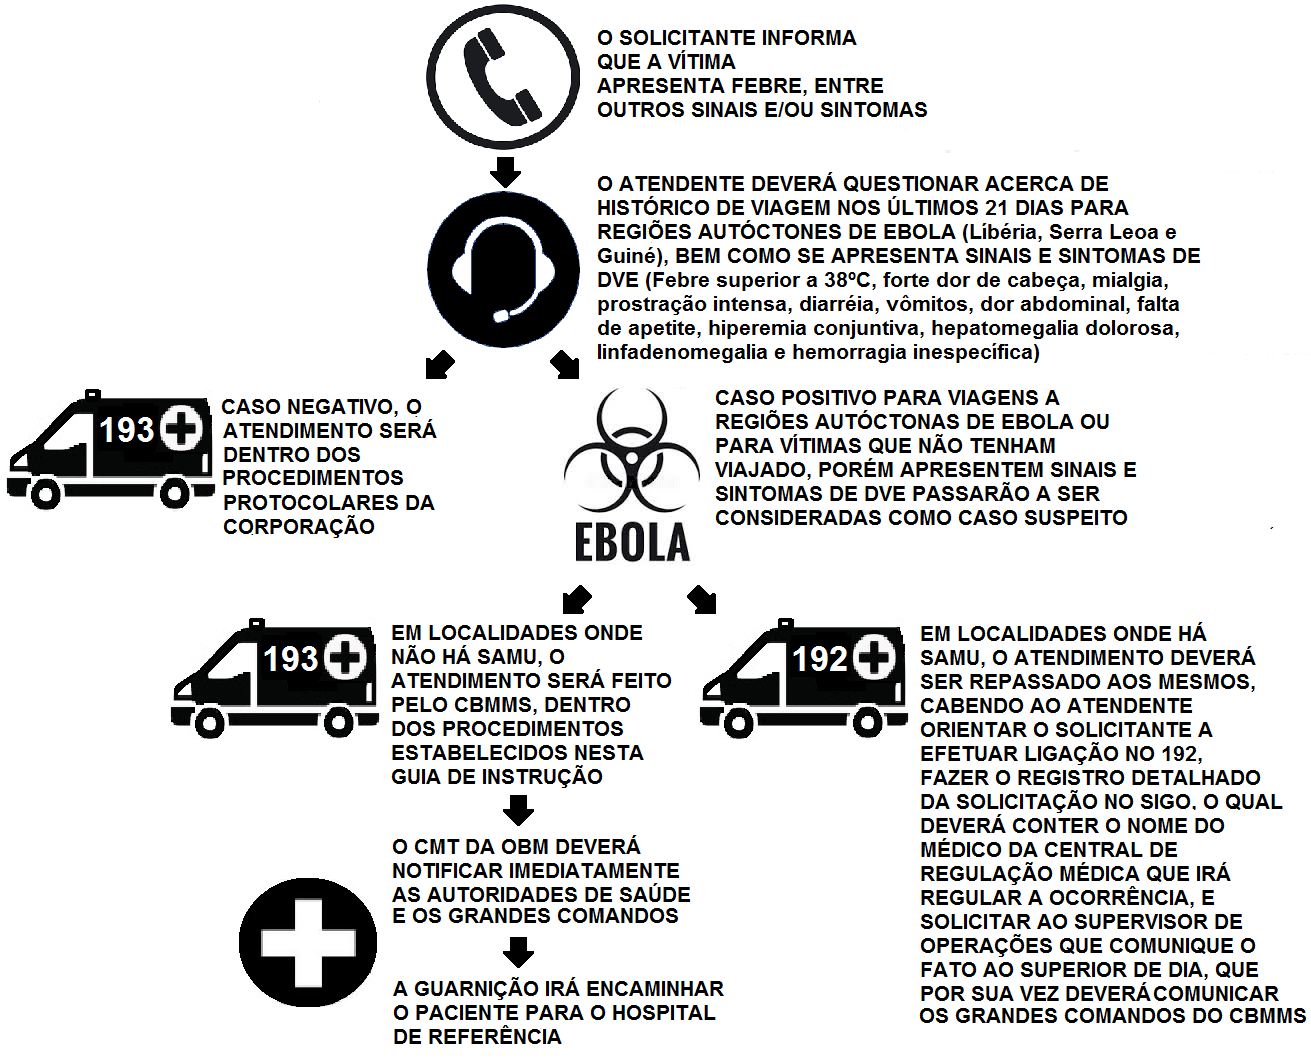 O SOLICITANTE INFORMA
QUE A VÍTIMA
APRESENTA FEBRE, ENTRE
OUTROS SINAIS E/OU SINTOMAS
O ATENDENTE DEVERÁ QUESTIONAR ACERCA DE
HISTÓRICO DE VIAGEM NOS ÚLTIMOS 21 DIAS PARA
REGIÕES AUTÓCTONES DE EBOLA (Líbéria, Serra Leoa e
Guiné), BEM COMO SE APRESENTA SINAIS E SINTOMAS DE
DVE (Febre superior a 38ºC, forte dor de cabeça, mialgia,
prostração intensa, diarréia, vômitos, dor abdominal, falta
de apetite, hiperemia conjuntiva, hepatomegalia dolorosa,
linfadenomegalia e hemorragia inespecífica)
193
CASO NEGATIVO, O
ATENDIMENTO SERÁ
DENTRO DOS
PROCEDIMENTOS
PROTOCOLARES DA
CORPORAÇÃO
EBOLA
CASO POSITIVO PARA VIAGENS A
REGIÕES AUTÓCTONAS DE EBOLA OU
PARA VÍTIMAS QUE NÃO TENHAM
VIAJADO, PORÉM APRESENTEM SINAIS E
SINTOMAS DE DVE PASSARÃO A SER
CONSIDERADAS COMO CASO SUSPEITO
193
EM LOCALIDADES ONDE
NÃO HÁ SAMU, O
ATENDIMENTO SERÁ FEITO
PELO CBMMS, DENTRO
DOS PROCEDIMENTOS
ESTABELECIDOS NESTA
GUIA DE INSTRUÇÃO
O CMT DA OBM DEVERÁ
NOTIFICAR IMEDIATAMENTE
AS AUTORIDADES DE SAÚDE
E OS GRANDES COMANDOS
A GUARNIÇÃO IRÁ ENCAMINHAR
O PACIENTE PARA O HOSPITAL
DE REFERÊNCIA
192
EM LOCALIDADES ONDE HÁ
SAMU, O ATENDIMENTO DEVERÁ
SER REPASSADO AOS MESMOS,
CABENDO AO ATENDENTE
ORIENTAR O SOLICITANTE A
EFETUAR LIGAÇÃO NO 192,
FAZER O REGISTRO DETALHADO
DA SOLICITAÇÃO NO SIGO, O QUAL
DEVERÁ CONTER O NOME DO
MÉDICO DA CENTRAL DE
REGULAÇÃO MÉDICA QUE IRÁ
REGULAR A OCORRÊNCIA, E
SOLICITAR AO SUPERVISOR DE
OPERAÇÕES QUE COMUNIQUE O
FATO AO SUPERIOR DE DIA, QUE
POR SUA VEZ DEVERÁ COMUNICAR
OS GRANDES COMANDOS DO CBMMS